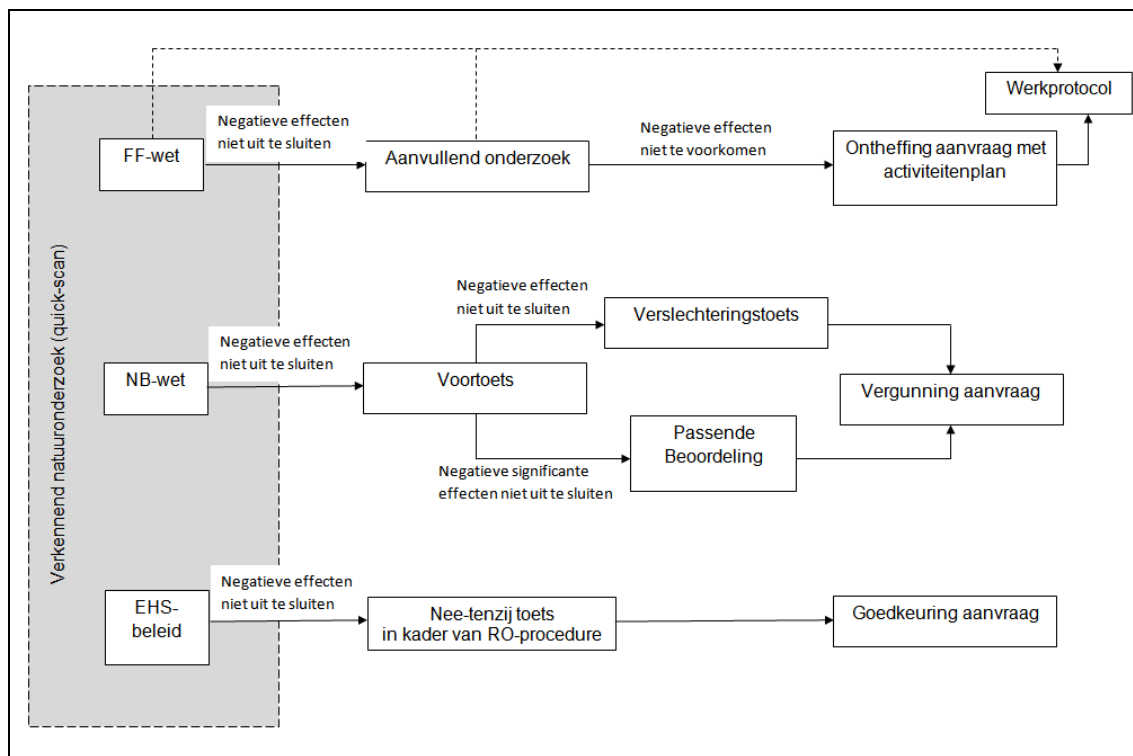 Werkprotocol
Verkennend natuuronderzoek (quick-scan)
FF-wet
Negatieve effecten
niet uit te sluiten
Aanvullend onderzoek
Negatieve effecten
niet te voorkomen
Ontheffing aanvraag met
activiteitenplan
NB-wet
Negatieve effecten
niet uit te sluiten
Voortoets
Negatieve effecten
niet uit te sluiten
Verslechteringstoets
Negatieve significante
effecten niet uit te sluiten
Passende
Beoordeling
Vergunning aanvraag
EHS-
beleid
Negatieve effecten
niet uit te sluiten
Nee-tenzij toets
in kader van RO-procedure
Goedkeuring aanvraag